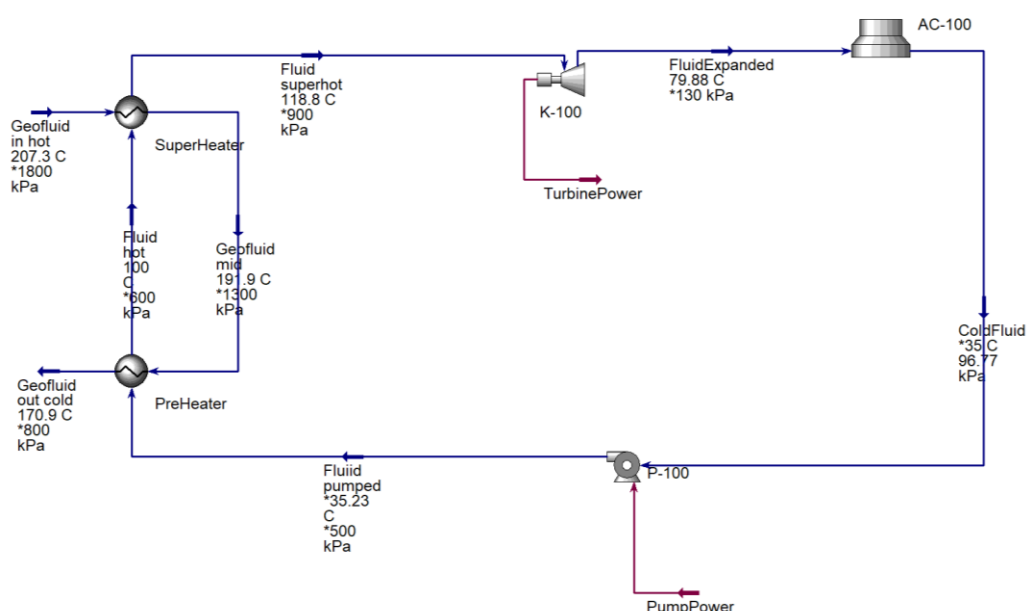 AC-100
Fluid
superhot
118.8 C
*900
kPa
FluidExpanded
79.88 C
*130 kPa
K-100
Geofluid
in hot
207.3 C
*1800
kPa
SuperHeater
TurbinePower
Fluid
hot
100
C
*600
kPa
Geofluid
mid
191.9 C
*1300
kPa
ColdFluid
*35 C
96.77
kPa
Geofluid
out cold
170.9 C
*800
kPa
PreHeater
Fluiid
pumped
*35.23
C
*500
kPa
P-100
PumpPower